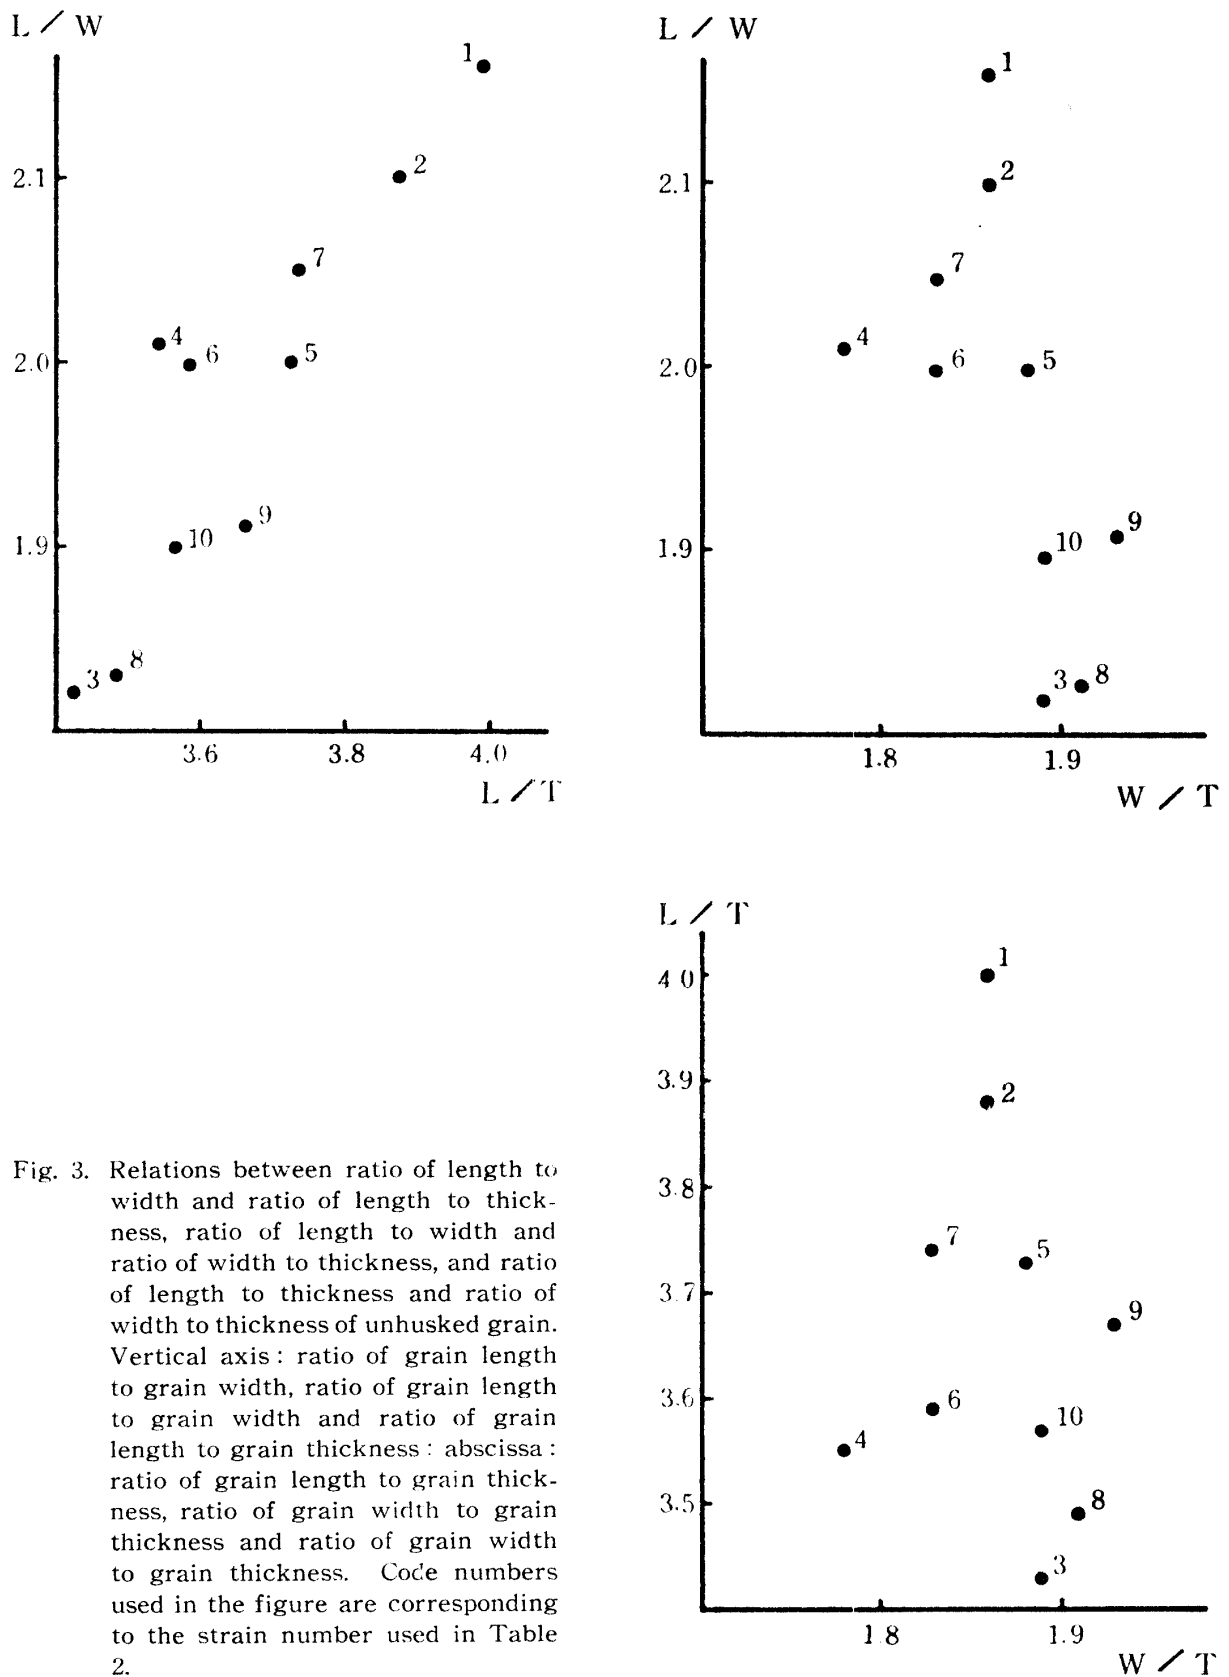 L / W
1
2
2.1
7
4
6
5
2.0
9
10
1.9
8
3
3.6
3.8
4.0
L / T
L / W
1
2
2.1
7
4
6
5
2.0
9
10
1.9
3
8
1.8
1.9
W / T
L / T
1
4.0
3.9
2
3.8
7
5
3.7
9
6
3.6
10
4
8
3.5
3
1.8
1.9
W / T
Fig. 3. Relations between ratio of length to
width and ratio of length to thick-
ness, ratio of length to width and
ratio of width to thickness, and ratio
of length to thickness and ratio of
width to thickness of unhusked grain.
Vertical axis : ratio of grain length
to grain width, ratio of grain length
to grain width and ratio of grain
length to grain thickness : abscissa :
ratio of grain length to grain thick-
ness, ratio of grain width to grain
thickness and ratio of grain width
to grain thickness. Code numbers
used in the figure are corresponding
to the strain number used in Table
2.